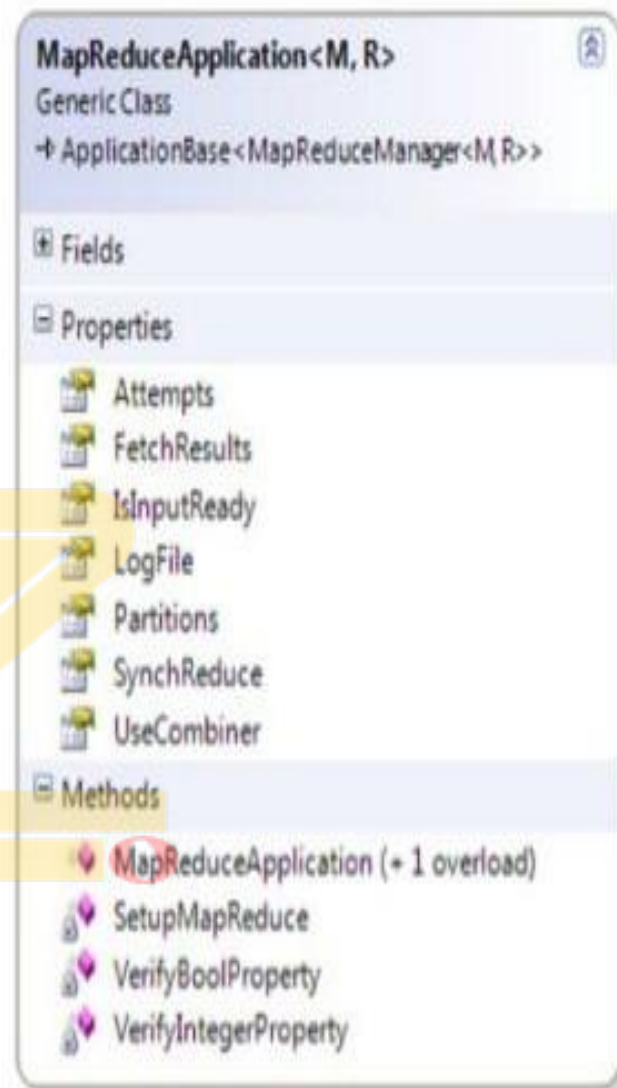 MapReduceApplication<M, R>
Generic Class
ApplicationBase<MapReduceManager<M, R>>
Fields
Properties
Attempts
FetchResults
IsInputReady
LogFile
Partitions
SynchReduce
UseCombiner
Methods
MapReduceApplication (+ 1 overload)
SetupMapReduce
VerifyBoolProperty
VerifyIntegerProperty